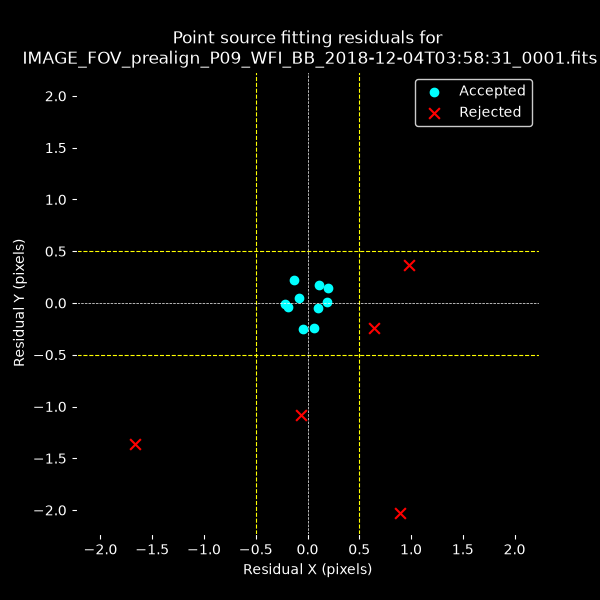 Point source fitting residuals for
IMAGE_FOV_prealign_P09_WFI_BB_2018-12-04T03:58:31_0001.fits
Accepted
Rejected
2.0
1.5
1.0
0.5
0.0
−0.5
−1.0
−1.5
−2.0
Residual Y (pixels)
−2.0 −1.5 −1.0 −0.5 0.0 0.5 1.0 1.5 2.0
Residual X (pixels)